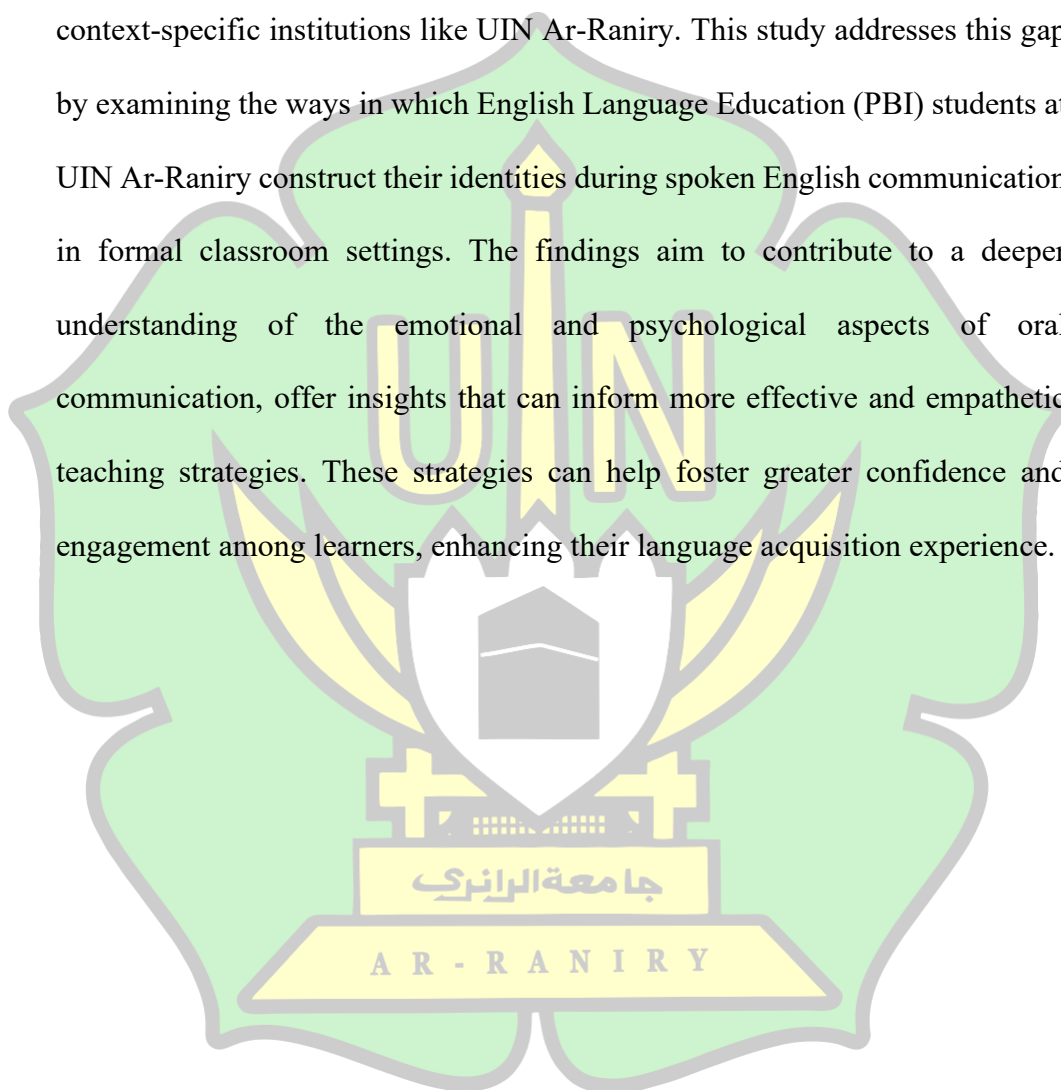 context-specific institutions like UIN Ar-Raniry. This study addresses this gap
by examining the ways in which English Language Education (PBI) students at
UIN Ar-Raniry construct their identities during spoken English communication
in formal classroom settings. The findings aim to contribute to a deeper
understanding of the emotional and psychological aspects of oral
communication, offer insights that can inform more effective and empathetic
teaching strategies. These strategies can help foster greater confidence and
engagement among learners, enhancing their language acquisition experience.
UIN
جامعة الرانري
AR-RANIRY